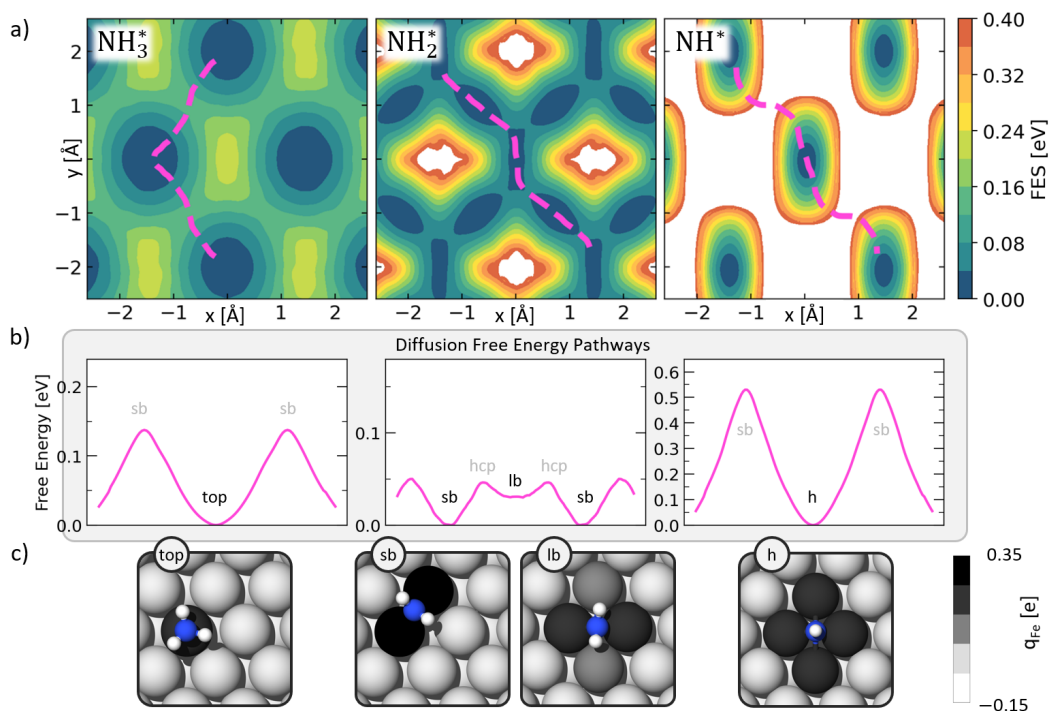 a)
NH₃*
NH₂*
NH*
2
1
0
−1
−2
y [Å]
−2 −1 0 1 2
x [Å]
−2 −1 0 1 2
x [Å]
−2 −1 0 1 2
x [Å]
0.40
0.32
0.24
0.16
0.08
0.00
FES [eV]
b)
Diffusion Free Energy Pathways
Free Energy [eV]
0.2
0.1
0.0
sb
top
sb
0.1
0.0
sb
hcp
lb
hcp
sb
0.6
0.5
0.4
0.3
0.2
0.1
0.0
sb
h
sb
c)
top
sb
lb
h
0.35
q_Fe [e]
−0.15